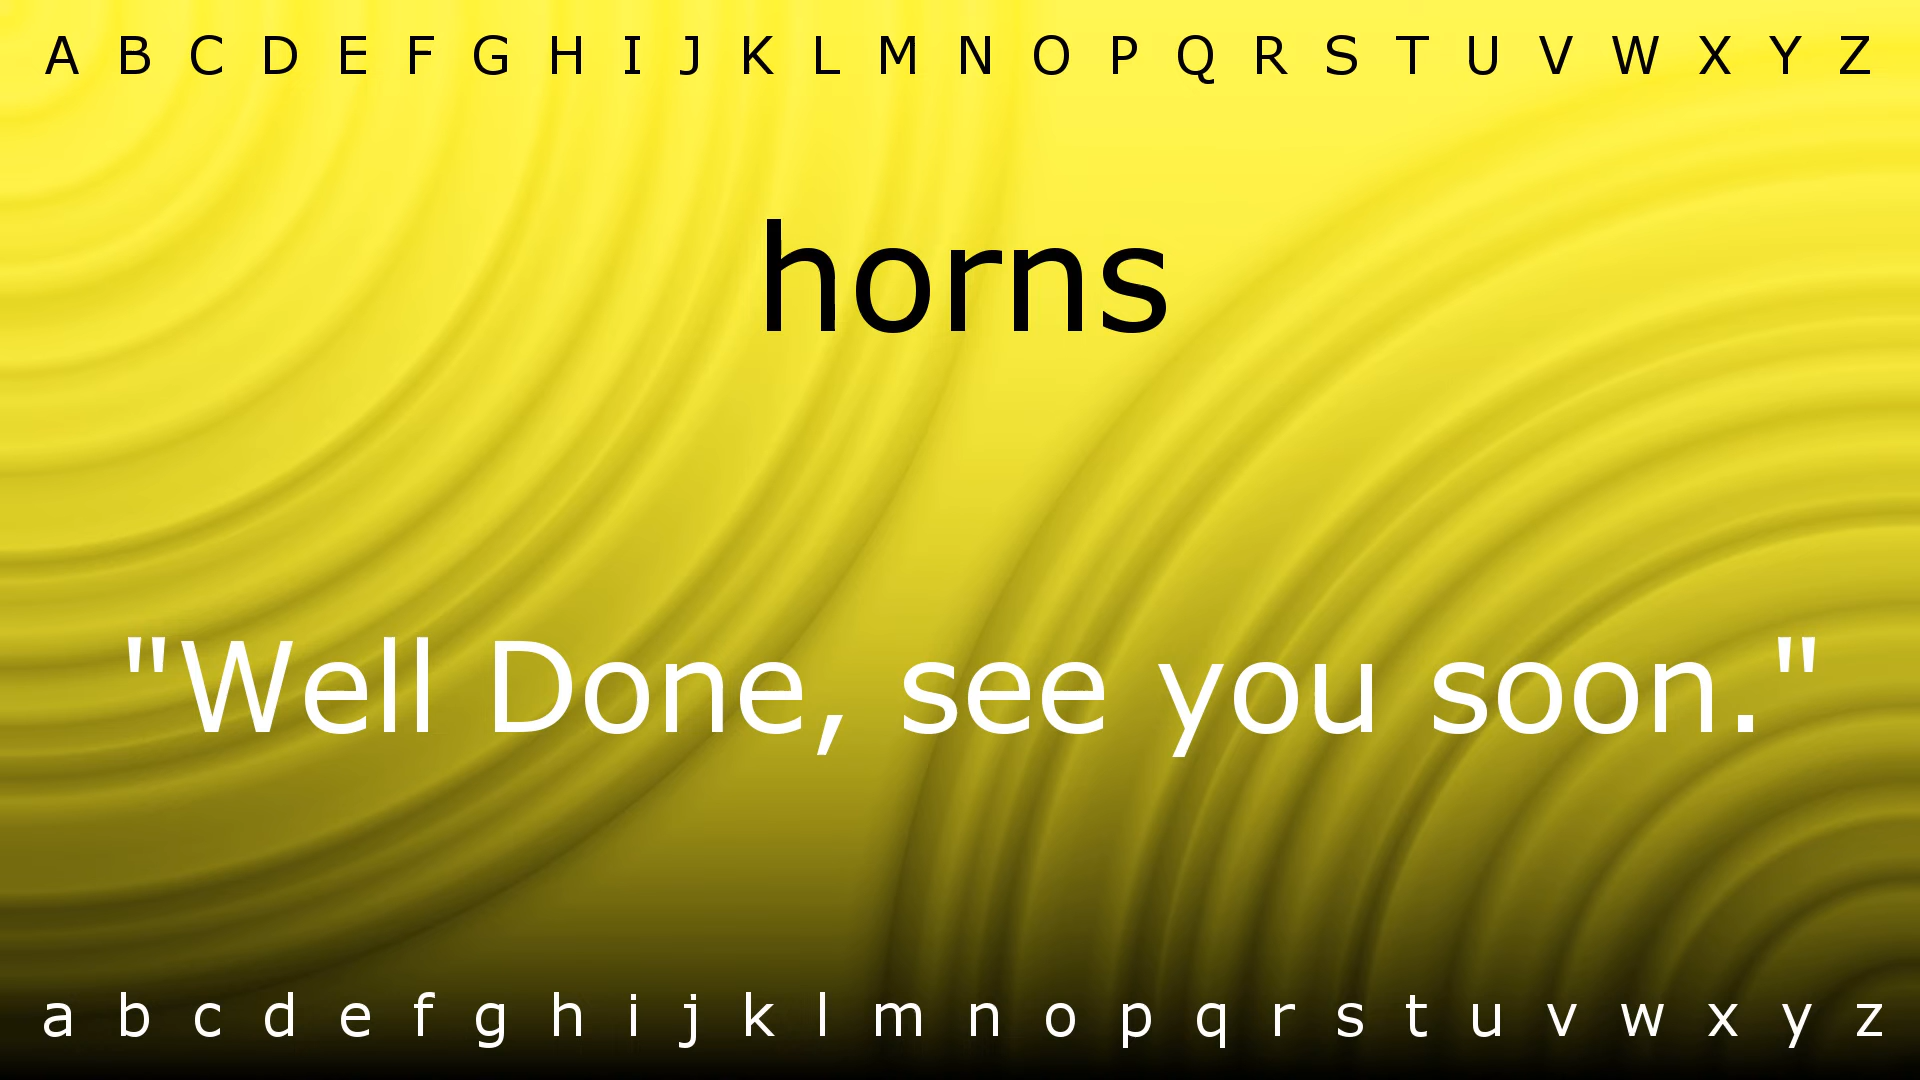 A B C D E F G H I J K L M N O P Q R S T U V W X Y Z
horns
"Well Done, see you soon."
a b c d e f g h i j k l m n o p q r s t u v w x y z